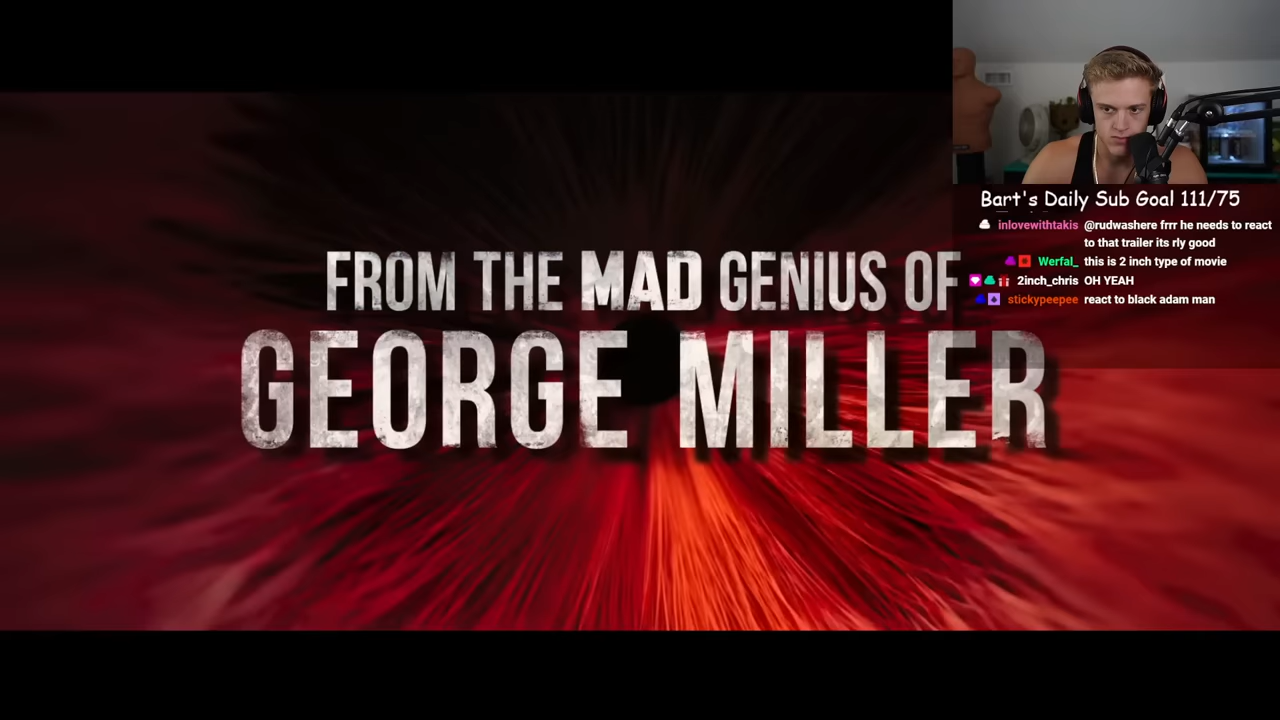 FROM THE MAD GENIUS OF
GEORGE MILLER
Bart's Daily Sub Goal 111/75
inlovewithtakis @rudwashere frrr he needs to react
to that trailer its rly good
Werfal_ this is 2 inch type of movie
2inch_chris OH YEAH
stickypeepee react to black adam man